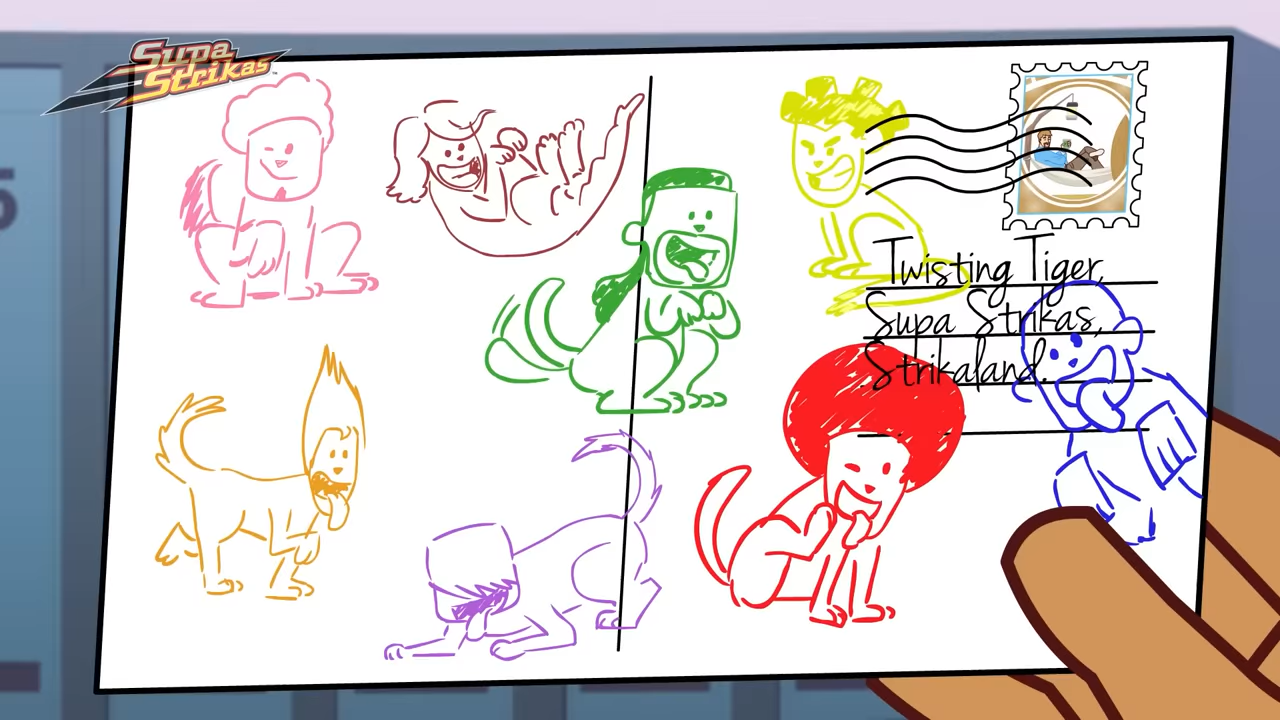 Supa
Strikas
Twisting Tiger,
Supa Strikas,
Strikaland.